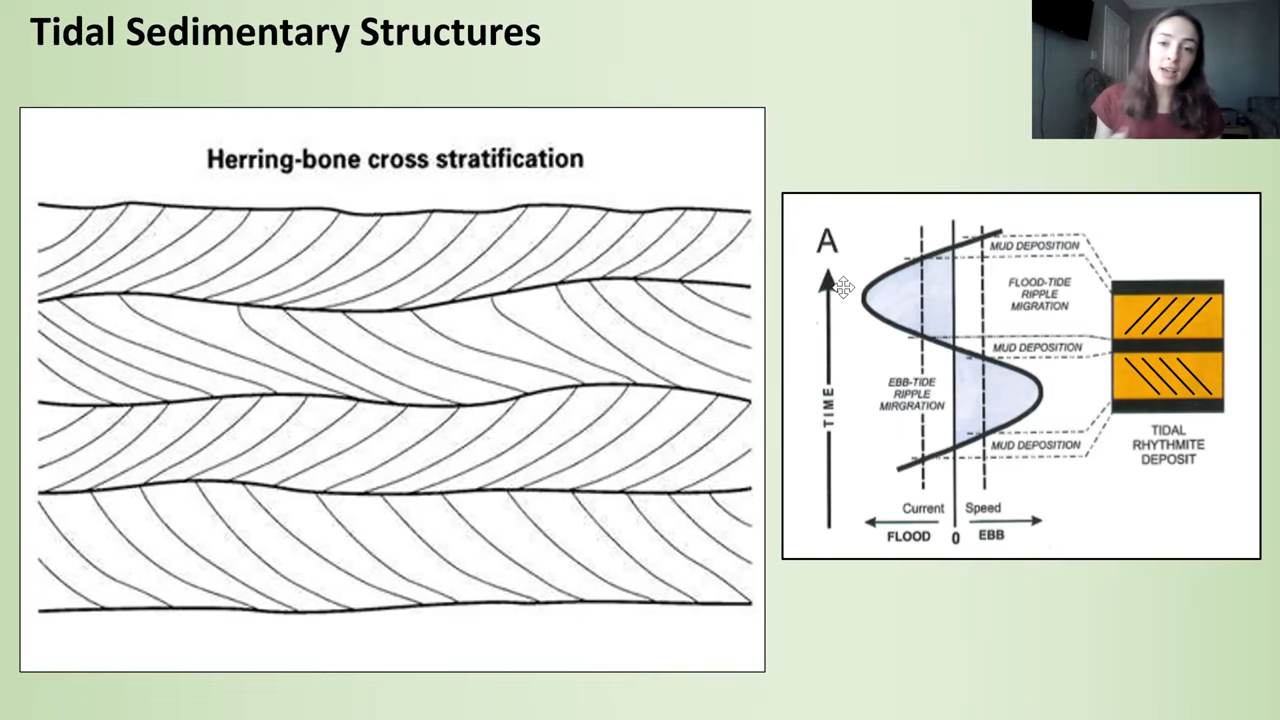 Tidal Sedimentary Structures
Herring-bone cross stratification
A
MUD DEPOSITION
FLOOD-TIDE
RIPPLE
MIGRATION
MUD DEPOSITION
EBB-TIDE
RIPPLE
MIRGRATION
MUD DEPOSITION
TIME
TIDAL
RHYTHMITE
DEPOSIT
Current Speed
FLOOD 0 EBB